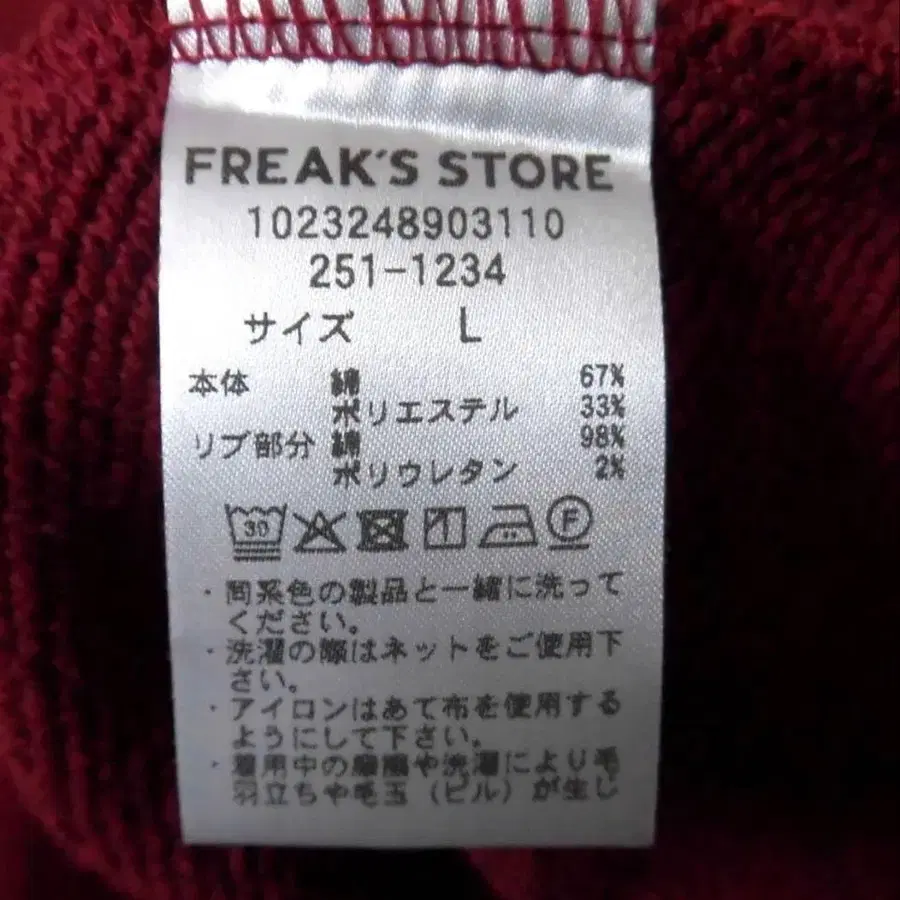 FREAK'S STORE
1023248903110
251-1234
サイズ L
本体 綿 67%
ポリエステル 33%
リブ部分 綿 98%
ポリウレタン 2%
30 F
・同系色の製品と一緒に洗って
ください。
・洗濯の際はネットをご使用下
さい。
・アイロンはあて布を使用する
ようにして下さい。
・着用中の摩擦や洗濯により毛
羽立ちや毛玉（ピル）が生じ